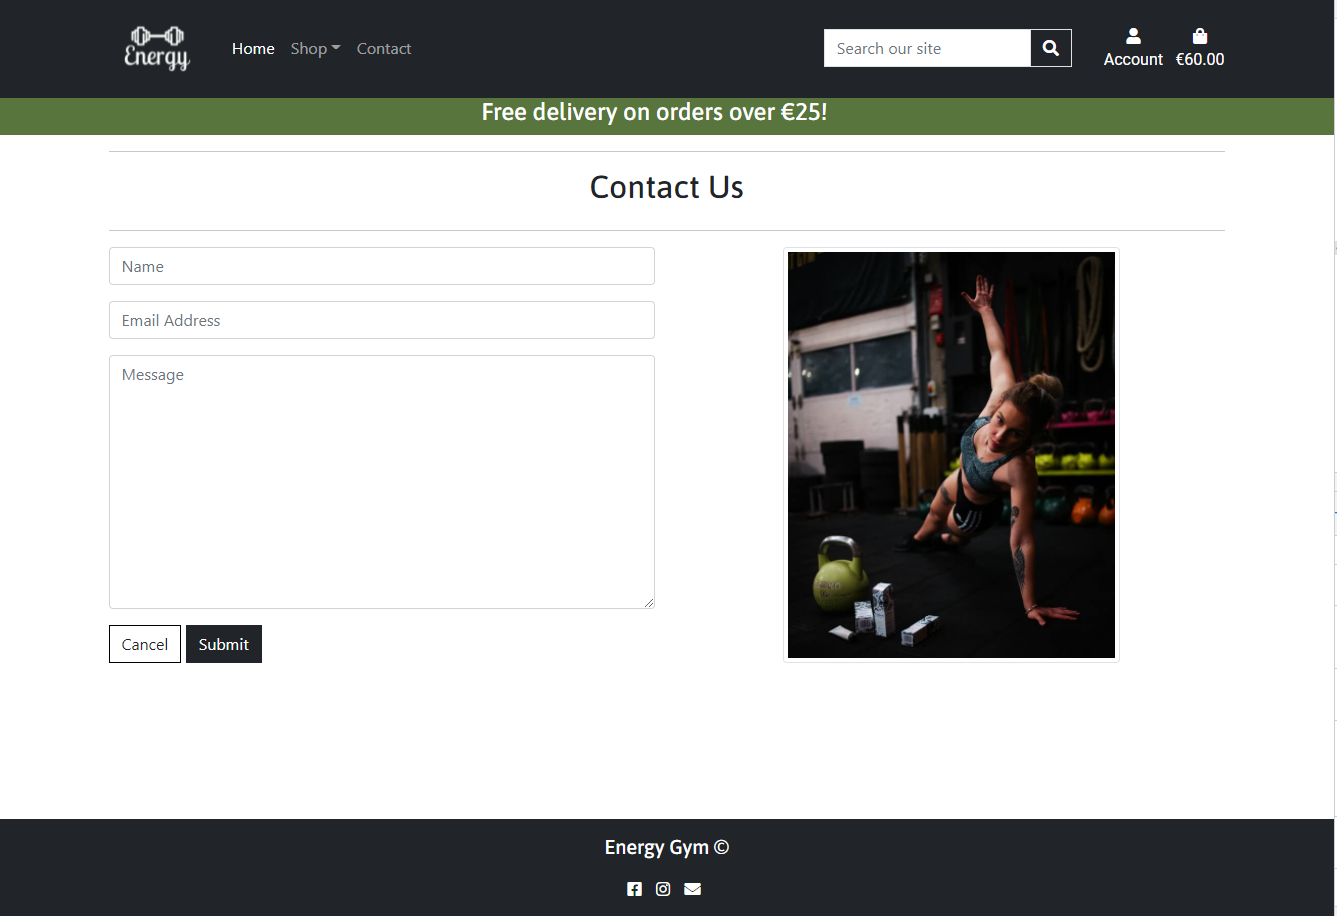 Energy
Home Shop Contact
Search our site
Account €60.00
Free delivery on orders over €25!
Contact Us
Name
Email Address
Message
Cancel Submit
Energy Gym ©